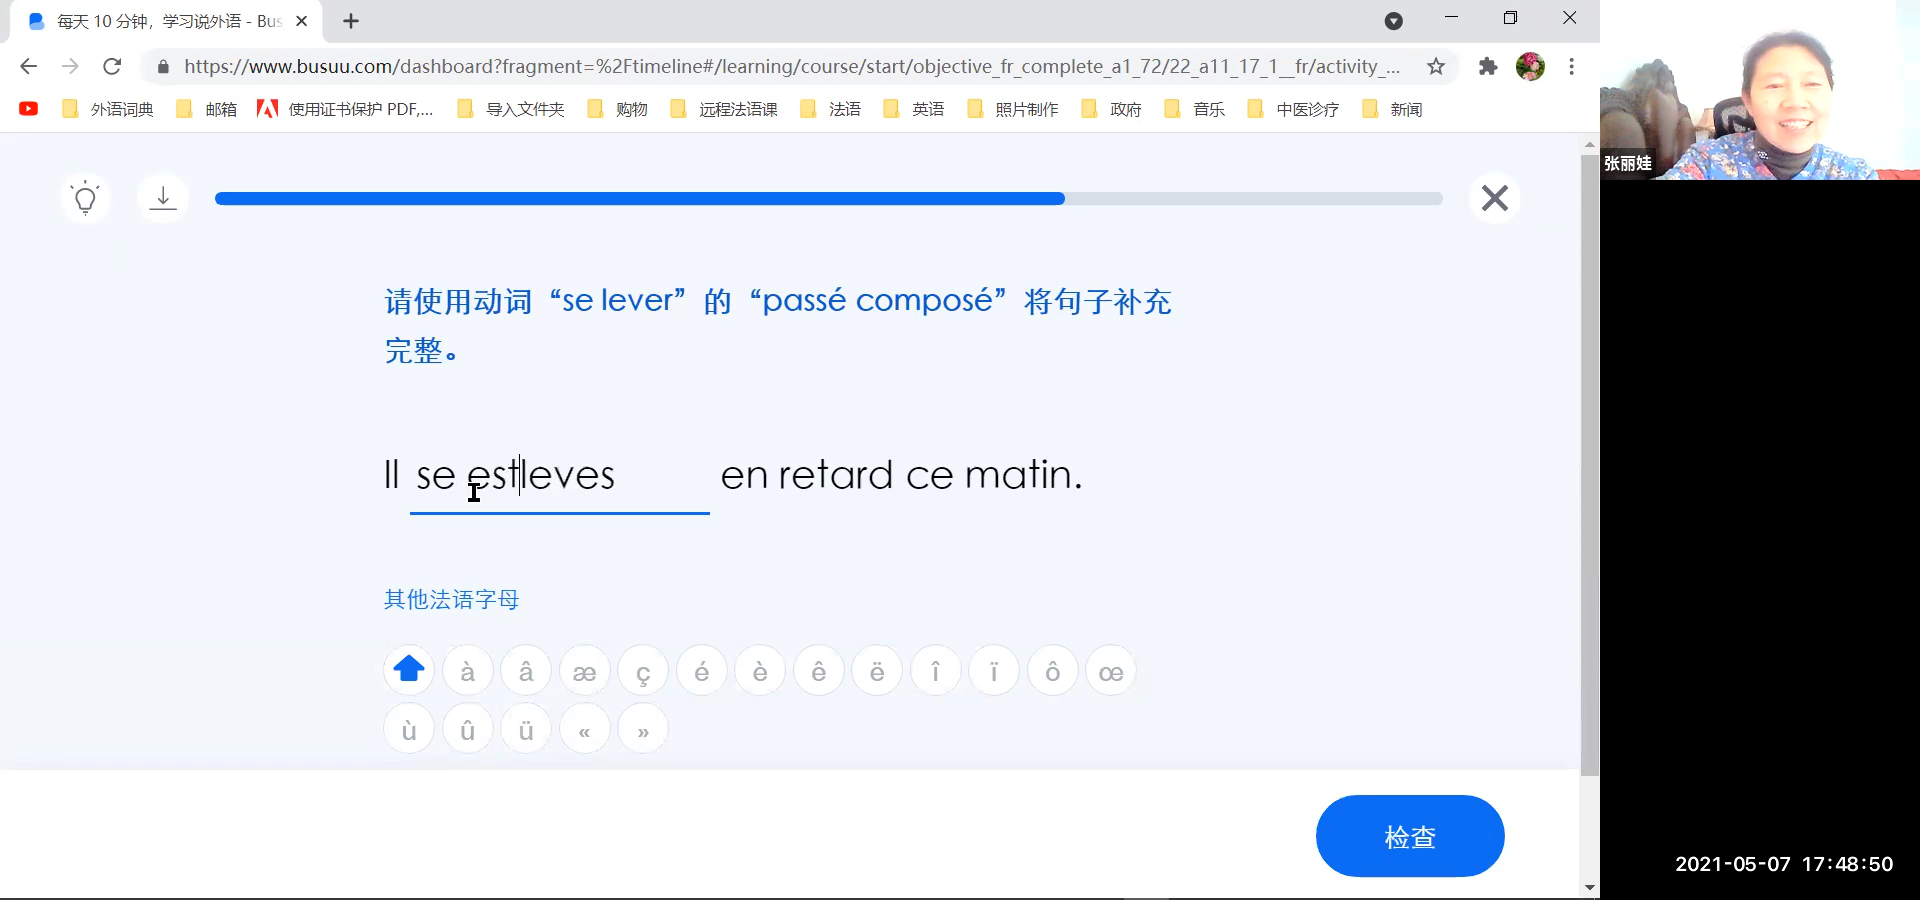 每天 10 分钟，学习说外语 - Bus
https://www.busuu.com/dashboard?fragment=%2Ftimeline#/learning/course/start/objective_fr_complete_a1_72/22_a11_17_1__fr/activity_...
外语词典 邮箱 使用证书保护 PDF,... 导入文件夹 购物 远程法语课 法语 英语 照片制作 政府 音乐 中医诊疗 新闻
张丽娃
请使用动词“se lever”的“passé composé”将句子补充
完整。
Il se estleves en retard ce matin.
其他法语字母
à â æ ç é è ê ë î ï ô œ
ù û ü « »
检查
2021-05-07 17:48:50